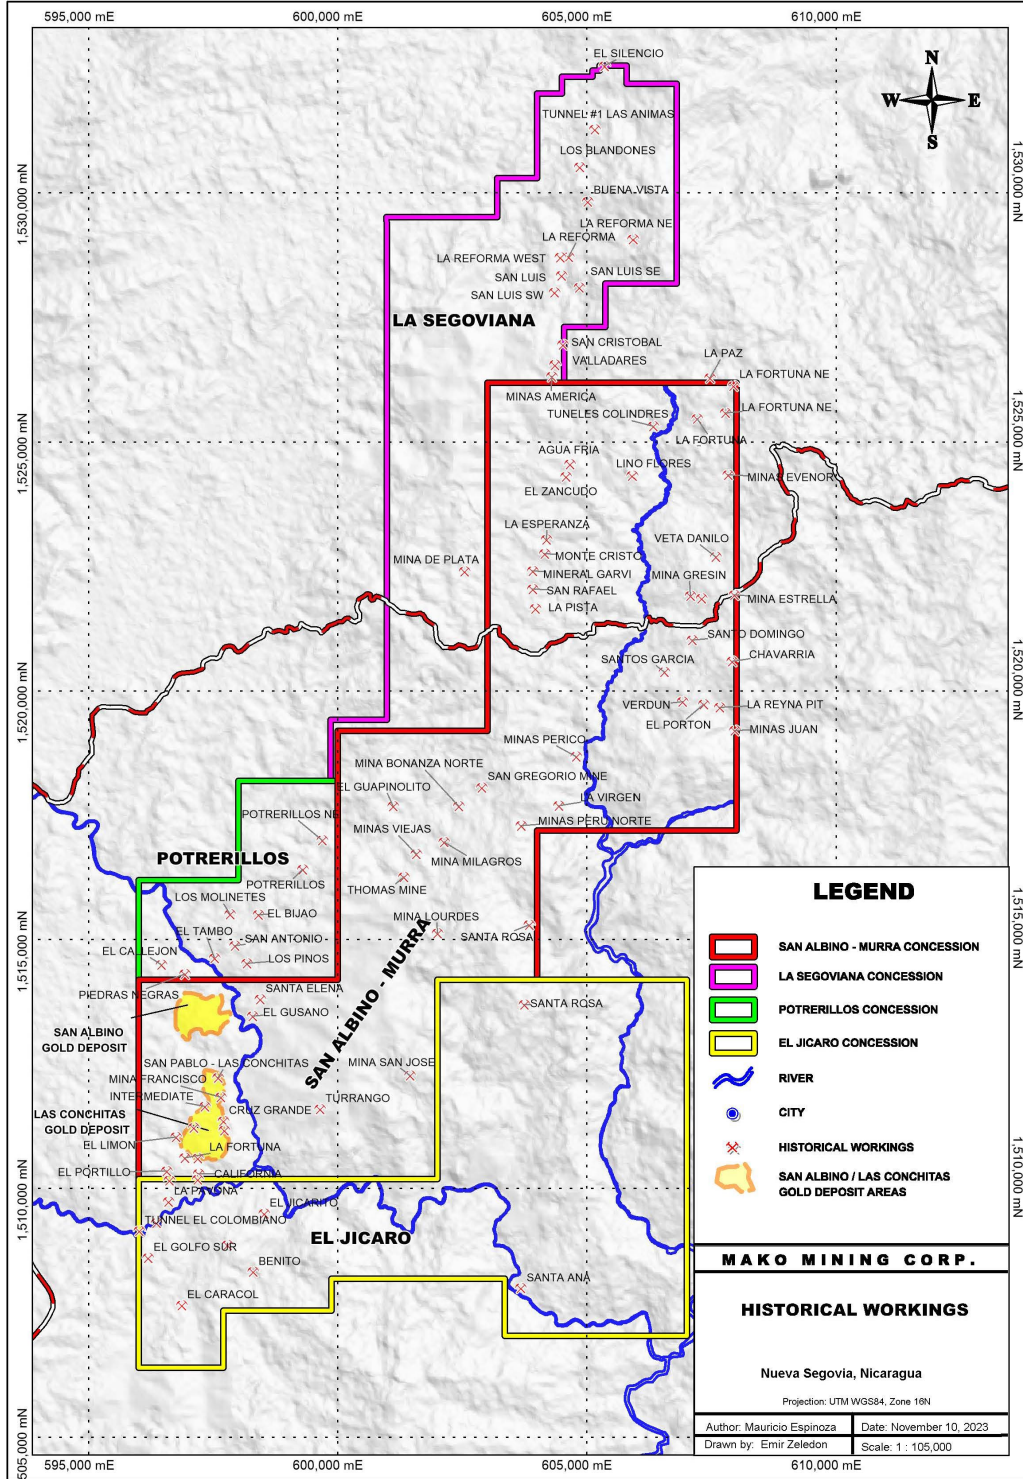 595,000 mE
600,000 mE
605,000 mE
610,000 mE
EL SILENCIO
N
W
E
S
TUNNEL #1 LAS ANIMAS
LOS BLANDONES
1,530,000 mN
1,530,000 mN
BUENA VISTA
LA REFORMA NE
LA REFORMA
LA REFORMA WEST
SAN LUIS
SAN LUIS SE
SAN LUIS SW
LA SEGOVIANA
SAN CRISTOBAL
VALLADARES
LA PAZ
LA FORTUNA NE
MINAS AMERICA
TUNELES COLINDRES
LA FORTUNA NE
LA FORTUNA
1,525,000 mN
1,525,000 mN
AGUA FRIA
LINO FLORES
MINAS EVENOR
EL ZANCUDO
LA ESPERANZA
VETA DANILO
MINA DE PLATA
MONTE CRISTO
MINERAL GARVI
MINA GRESIN
SAN RAFAEL
MINA ESTRELLA
LA PISTA
SANTO DOMINGO
SANTOS GARCIA
CHAVARRIA
1,520,000 mN
1,520,000 mN
VERDUN
LA REYNA PIT
EL PORTON
MINAS JUAN
MINAS PERICO
MINA BONANZA NORTE
SAN GREGORIO MINE
EL GUAPINOLITO
LA VIRGEN
POTRERILLOS NE
MINAS VIEJAS
MINAS PERU NORTE
POTRERILLOS
MINA MILAGROS
POTRERILLOS
THOMAS MINE
LOS MOLINETES
EL BIJAO
MINA LOURDES
EL TAMBO
SAN ANTONIO
SANTA ROSA
1,515,000 mN
1,515,000 mN
EL CALLEJON
LOS PINOS
PIEDRAS NEGRAS
SANTA ELENA
SAN ALBINO - MURRA
SANTA ROSA
EL GUSANO
SAN ALBINO
GOLD DEPOSIT
SAN PABLO - LAS CONCHITAS
MINA SAN JOSE
MINA FRANCISCO
INTERMEDIATE
TURRANGO
CRUZ GRANDE
LAS CONCHITAS
GOLD DEPOSIT
EL LIMON
LA FORTUNA
EL PORTILLO
CALIFORNIA
1,510,000 mN
1,510,000 mN
LA PAVONA
EL JICARITO
TUNNEL EL COLOMBIANO
EL JICARO
EL GOLFO SUR
BENITO
SANTA ANA
EL CARACOL
505,000 mN
595,000 mE
600,000 mE
605,000 mE
610,000 mE
LEGEND
SAN ALBINO - MURRA CONCESSION
LA SEGOVIANA CONCESSION
POTRERILLOS CONCESSION
EL JICARO CONCESSION
RIVER
CITY
HISTORICAL WORKINGS
SAN ALBINO / LAS CONCHITAS
GOLD DEPOSIT AREAS
MAKO MINING CORP.
HISTORICAL WORKINGS
Nueva Segovia, Nicaragua
Projection: UTM WGS84, Zone 16N
Author: Mauricio Espinoza
Date: November 10, 2023
Drawn by: Emir Zeledon
Scale: 1 : 105,000